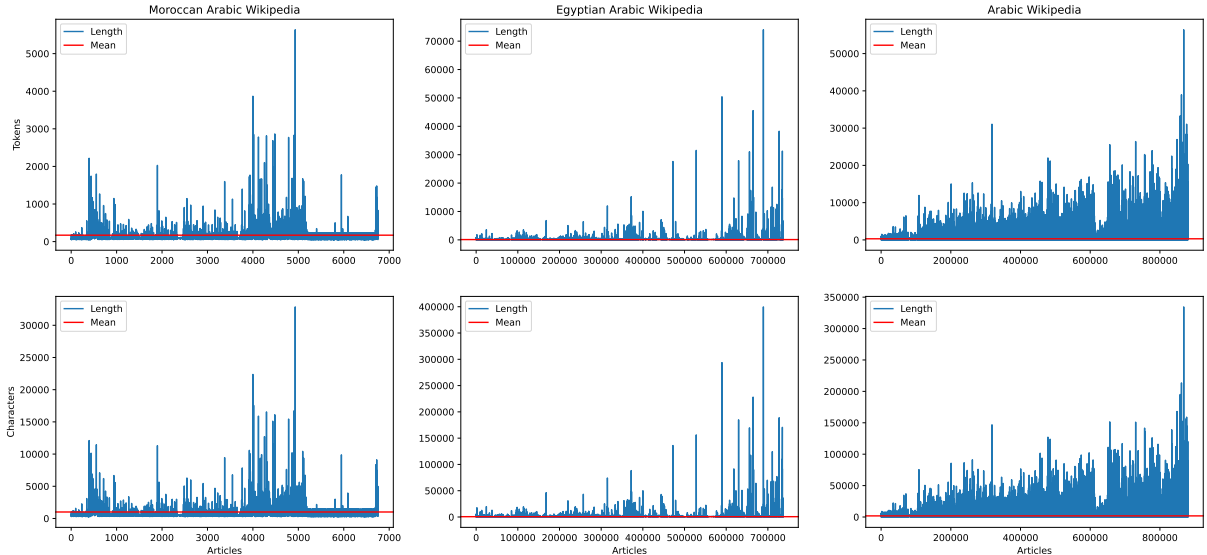 Moroccan Arabic Wikipedia
Tokens
5000
4000
3000
2000
1000
0
0 1000 2000 3000 4000 5000 6000 7000
Length
Mean
Egyptian Arabic Wikipedia
70000
60000
50000
40000
30000
20000
10000
0
0 100000 200000 300000 400000 500000 600000 700000
Length
Mean
Arabic Wikipedia
50000
40000
30000
20000
10000
0
0 200000 400000 600000 800000
Length
Mean
Characters
30000
25000
20000
15000
10000
5000
0
0 1000 2000 3000 4000 5000 6000 7000
Articles
Length
Mean
400000
350000
300000
250000
200000
150000
100000
50000
0
0 100000 200000 300000 400000 500000 600000 700000
Articles
Length
Mean
350000
300000
250000
200000
150000
100000
50000
0
0 200000 400000 600000 800000
Articles
Length
Mean